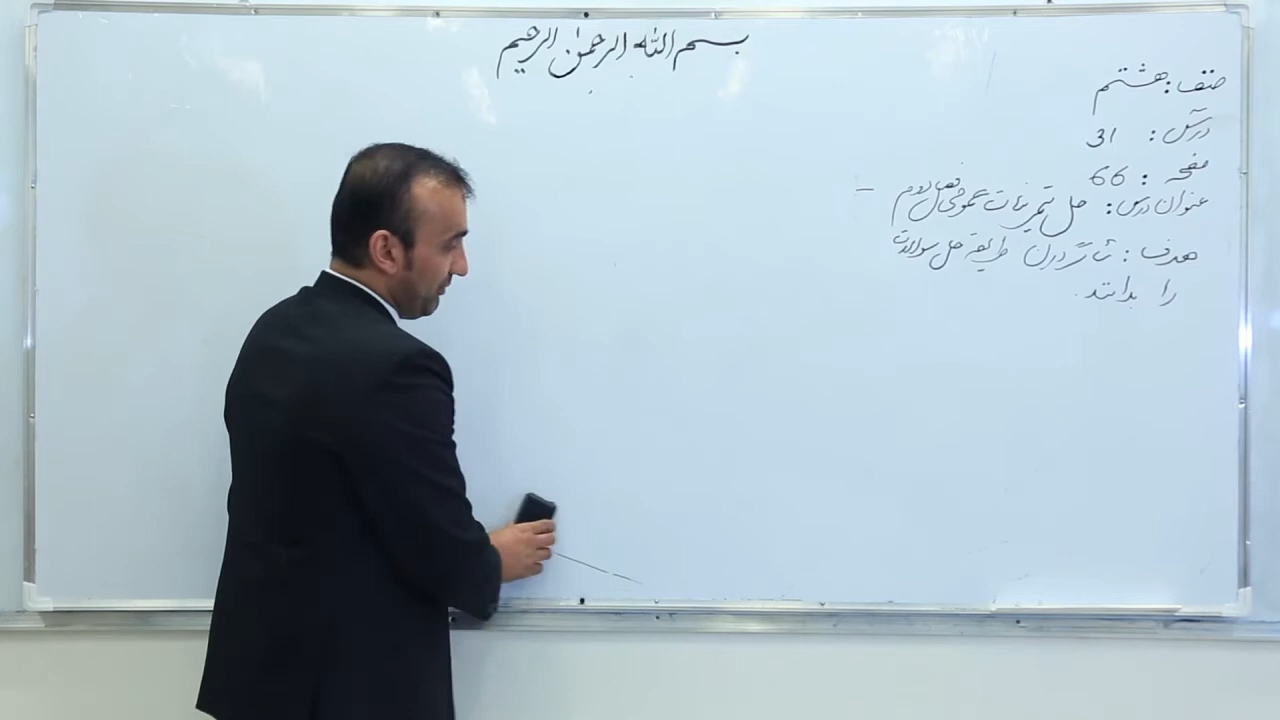 بسم الله الرحمن الرحیم
صنف: هشتم
درس: 31
صفحه: 66
عنوان درس: حل تمرینات عمومی فصل دوم -
هدف: شاگردان طریقه حل سوالات
را بدانند.